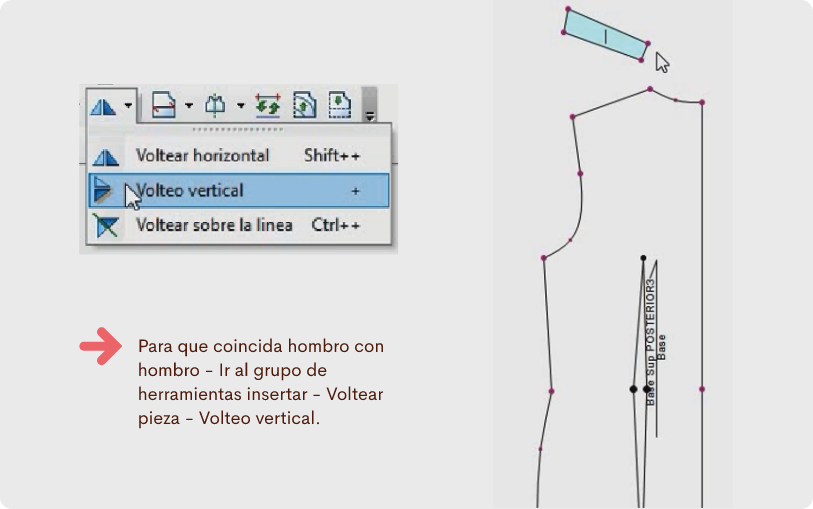 Voltear horizontal Shift++
Volteo vertical +
Voltear sobre la linea Ctrl++
Para que coincida hombro con
hombro - Ir al grupo de
herramientas insertar - Voltear
pieza - Volteo vertical.
Base Sup POSTERIOR3
Base